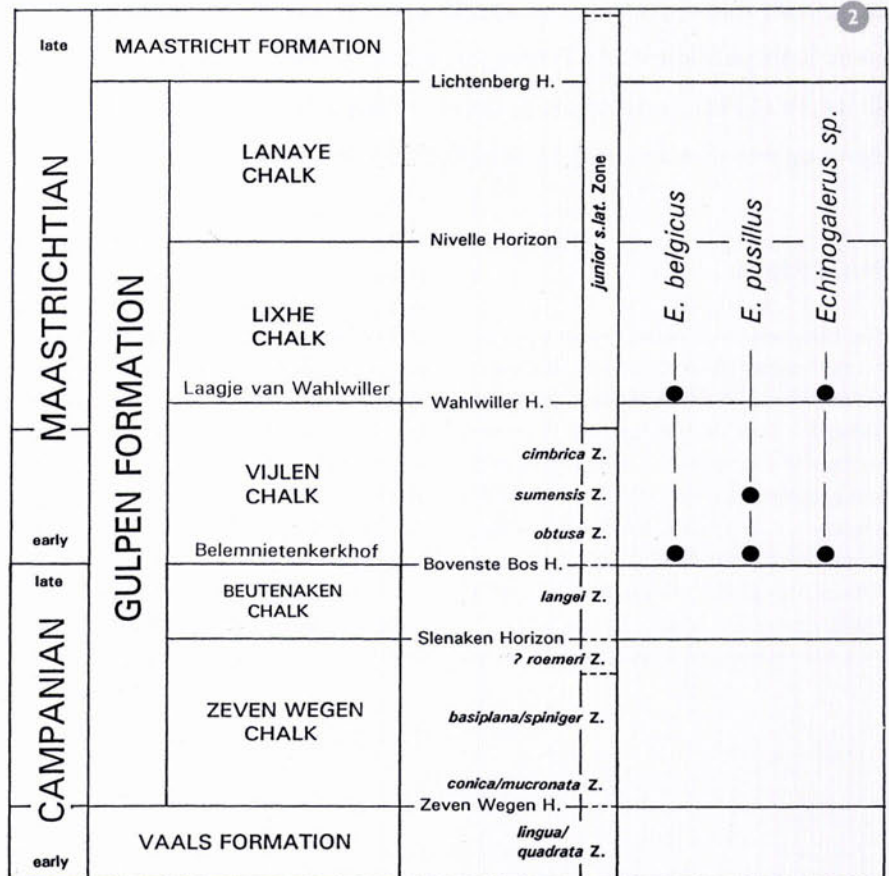 2
late
MAASTRICHT FORMATION
Lichtenberg H.
LANAYE
CHALK
Nivelle Horizon
LIXHE
CHALK
Laagje van Wahlwiller
Wahlwiller H.
MAASTRICHTIAN
GULPEN FORMATION
junior s.lat. Zone
E. belgicus
E. pusillus
Echinogalerus sp.
cimbrica Z.
VIJLEN
CHALK
sumensis Z.
obtusa Z.
early
Belemnietenkerkhof
Bovenste Bos H.
late
BEUTENAKEN
CHALK
langei Z.
Slenaken Horizon
? roemeri Z.
CAMPANIAN
ZEVEN WEGEN
CHALK
basiplana/spiniger Z.
conica/mucronata Z.
Zeven Wegen H.
VAALS FORMATION
lingua/
quadrata Z.
early